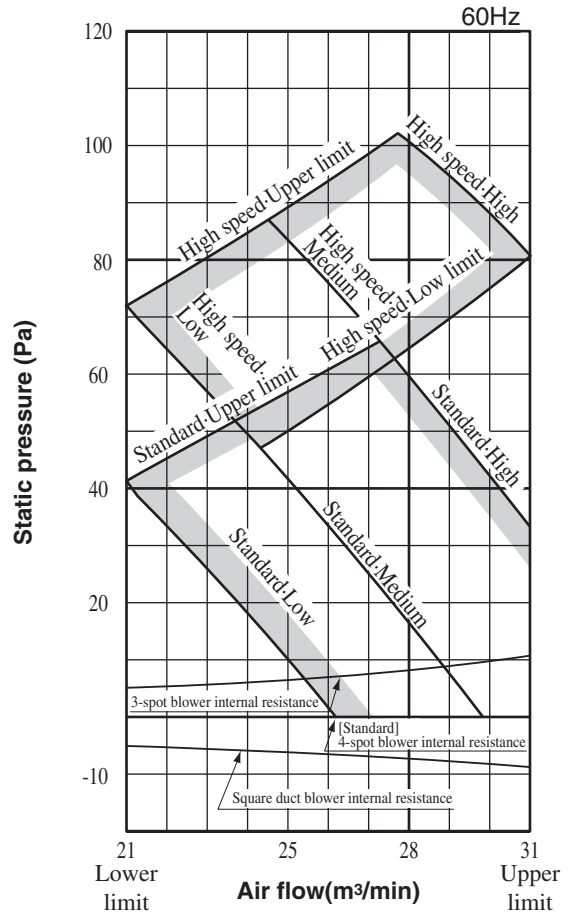 60Hz
120
100
80
60
40
20
-10
Static pressure (Pa)
High speed·Upper limit
High speed·High
High speed·
Medium
High speed·Low limit
High speed·
Low
Standard·Upper limit
Standard·High
Standard·Medium
Standard·Low
3-spot blower internal resistance
[Standard]
4-spot blower internal resistance
Square duct blower internal resistance
21
25
28
31
Lower
limit
Air flow(m³/min)
Upper
limit